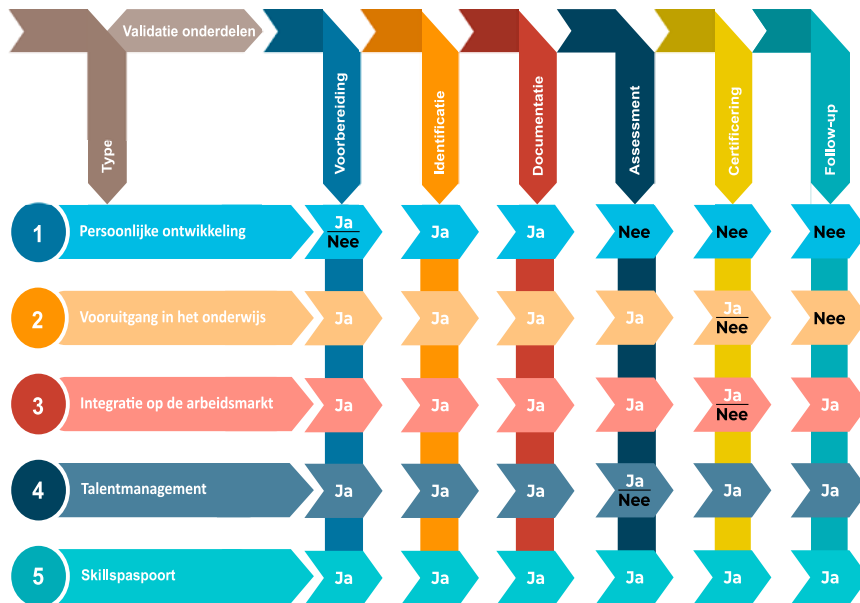 Validatie onderdelen
Type
Voorbereiding
Identificatie
Documentatie
Assessment
Certificering
Follow-up
1 Persoonlijke ontwikkeling Ja/Nee Ja Ja Nee Nee Nee
2 Vooruitgang in het onderwijs Ja Ja Ja Ja Ja/Nee Nee
3 Integratie op de arbeidsmarkt Ja Ja Ja Ja Ja/Nee Ja
4 Talentmanagement Ja Ja Ja Ja/Nee Ja Ja
5 Skillspaspoort Ja Ja Ja Ja Ja Ja